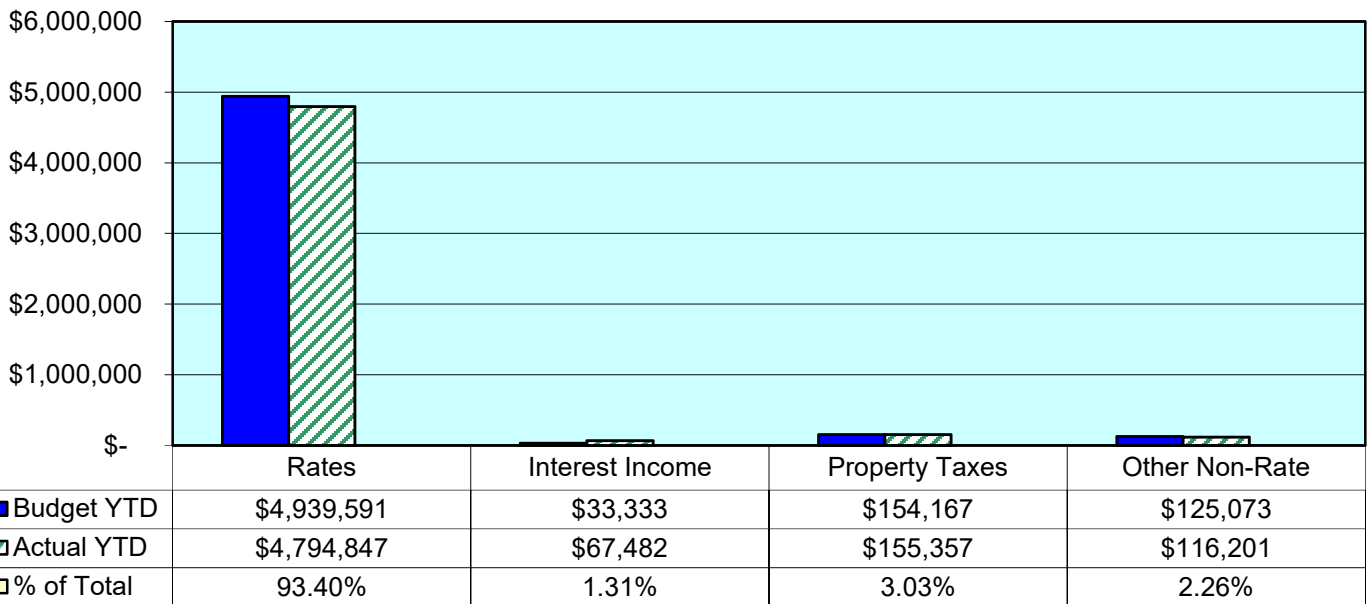 $6,000,000
$5,000,000
$4,000,000
$3,000,000
$2,000,000
$1,000,000
$-
Rates Interest Income Property Taxes Other Non-Rate
Budget YTD $4,939,591 $33,333 $154,167 $125,073
Actual YTD $4,794,847 $67,482 $155,357 $116,201
% of Total 93.40% 1.31% 3.03% 2.26%